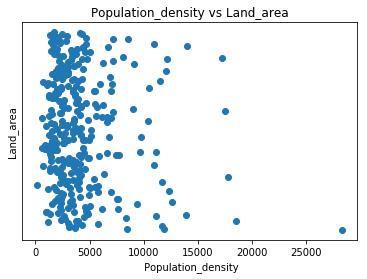 Population_density vs Land_area
Land_area
0 5000 10000 15000 20000 25000
Population_density